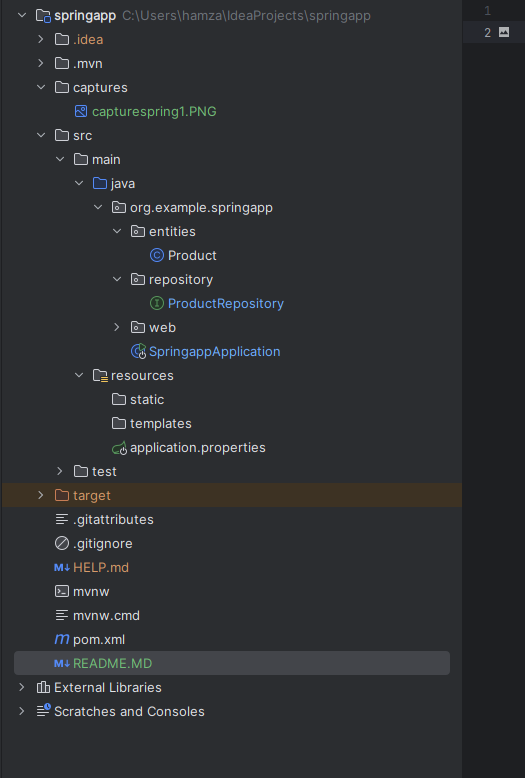 springapp C:\Users\hamza\IdeaProjects\springapp
.idea
.mvn
captures
capturespring1.PNG
src
main
java
org.example.springapp
entities
Product
repository
ProductRepository
web
SpringappApplication
resources
static
templates
application.properties
test
target
.gitattributes
.gitignore
HELP.md
mvnw
mvnw.cmd
pom.xml
README.MD
External Libraries
Scratches and Consoles
1
2